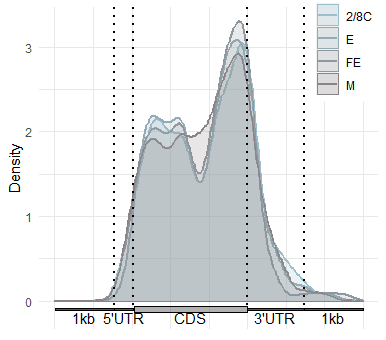 2/8C
E
FE
M
Density
3
2
1
0
1kb 5'UTR CDS 3'UTR 1kb